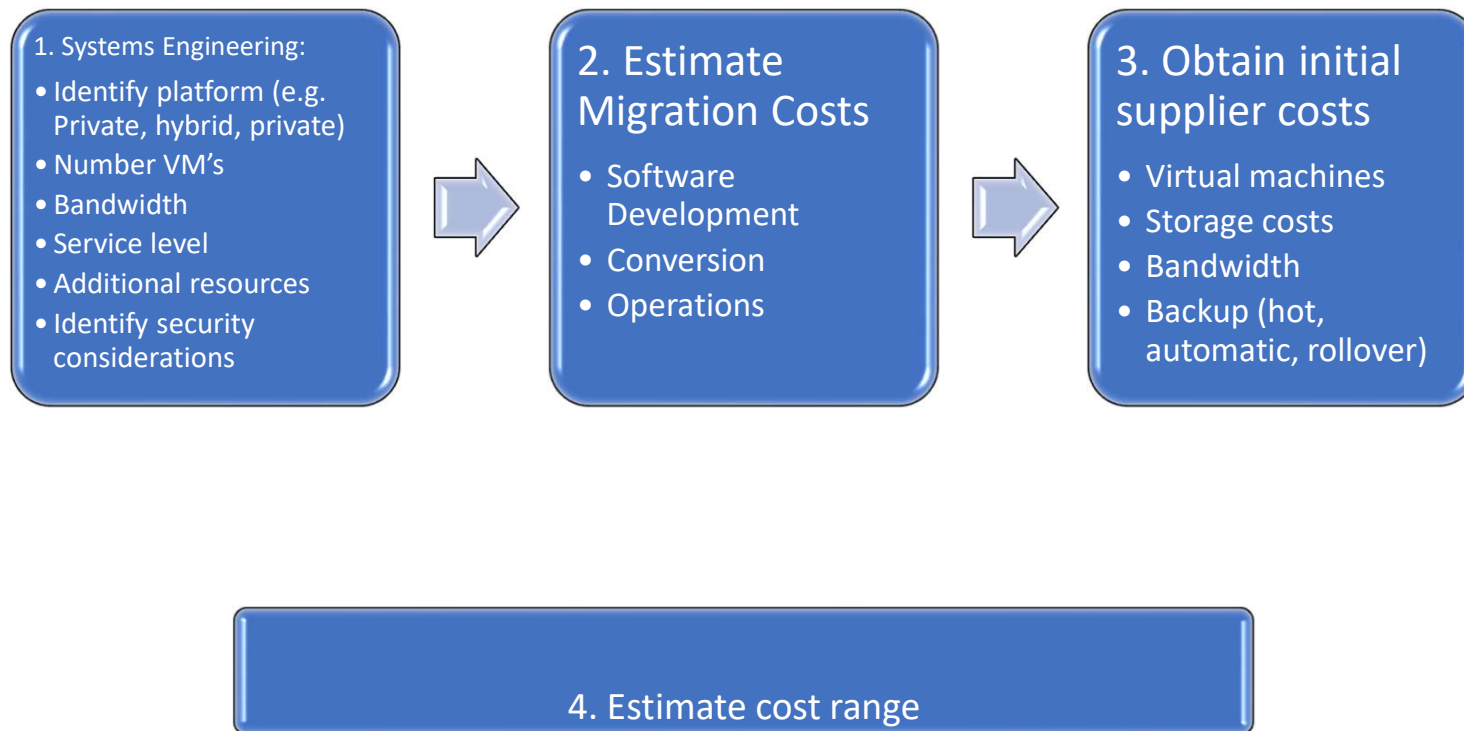 1. Systems Engineering:
• Identify platform (e.g.
Private, hybrid, private)
• Number VM’s
• Bandwidth
• Service level
• Additional resources
• Identify security
considerations
2. Estimate
Migration Costs
• Software
Development
• Conversion
• Operations
3. Obtain initial
supplier costs
• Virtual machines
• Storage costs
• Bandwidth
• Backup (hot,
automatic, rollover)
4. Estimate cost range